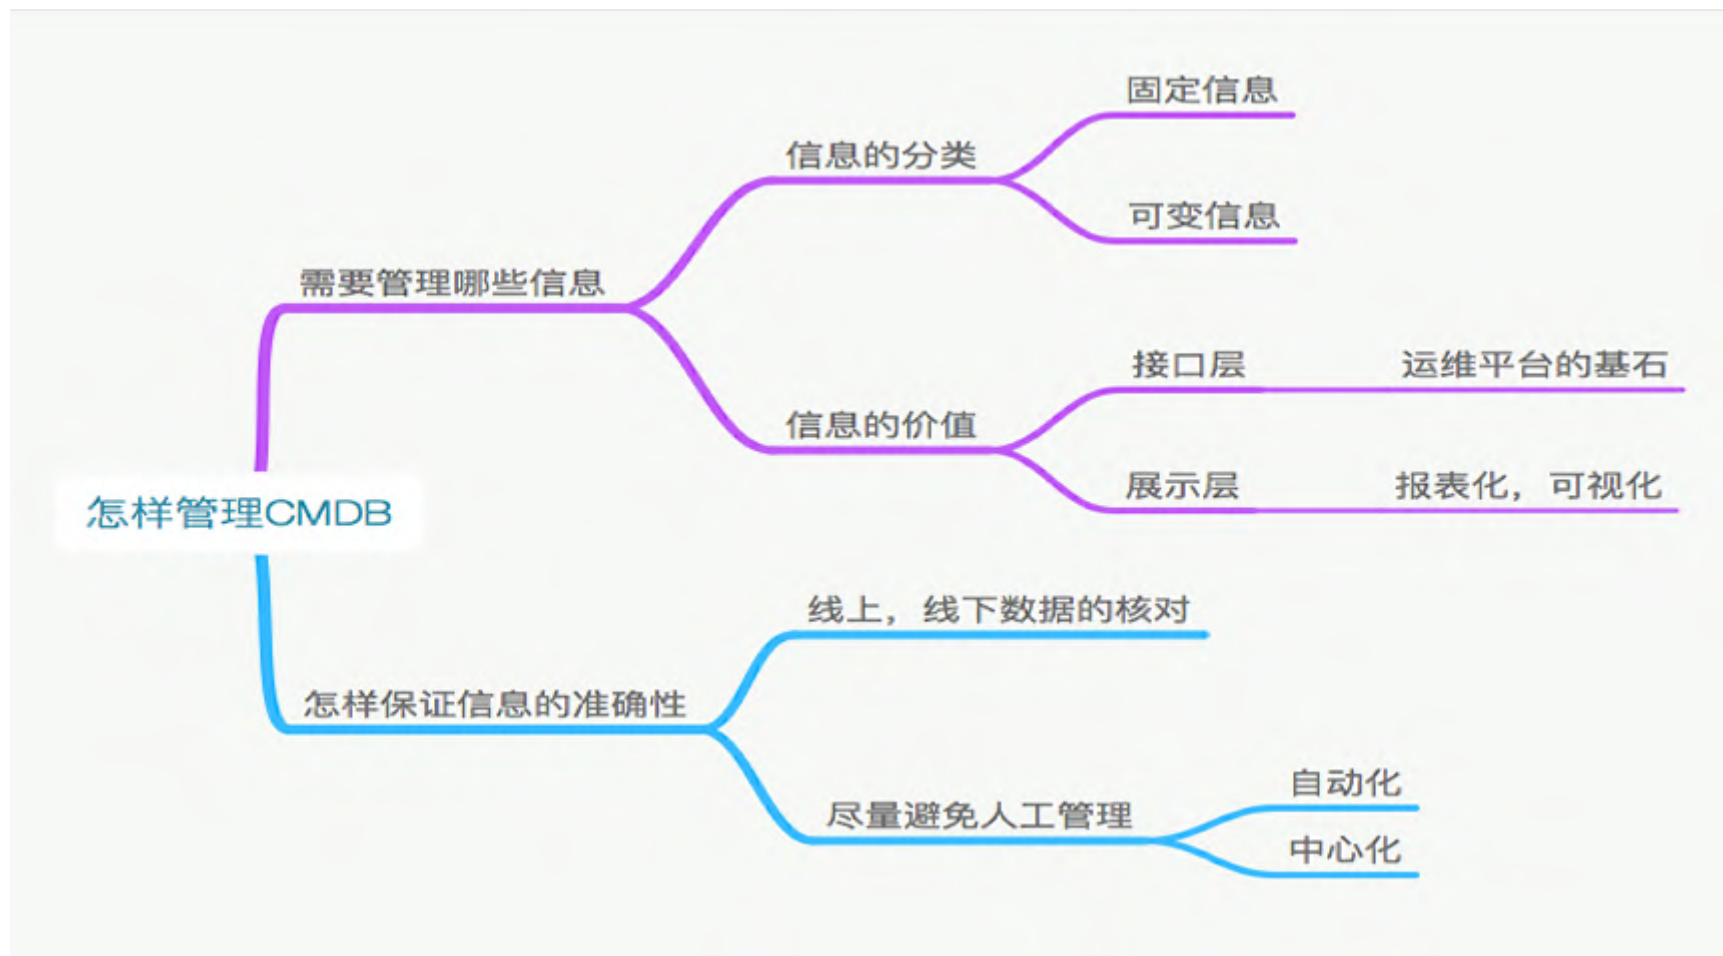 固定信息
信息的分类
可变信息
需要管理哪些信息
接口层
运维平台的基石
信息的价值
展示层
报表化，可视化
怎样管理CMDB
线上，线下数据的核对
怎样保证信息的准确性
自动化
尽量避免人工管理
中心化